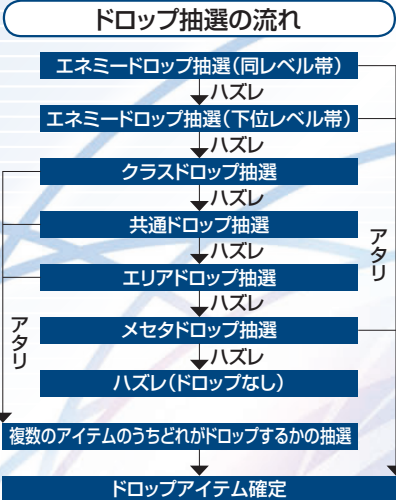 ドロップ抽選の流れ
エネミードロップ抽選(同レベル帯)
ハズレ
エネミードロップ抽選(下位レベル帯)
ハズレ
クラスドロップ抽選
ハズレ
共通ドロップ抽選
ハズレ
エリアドロップ抽選
ハズレ
メセタドロップ抽選
ハズレ
ハズレ(ドロップなし)
アタリ
アタリ
複数のアイテムのうちどれがドロップするかの抽選
ドロップアイテム確定